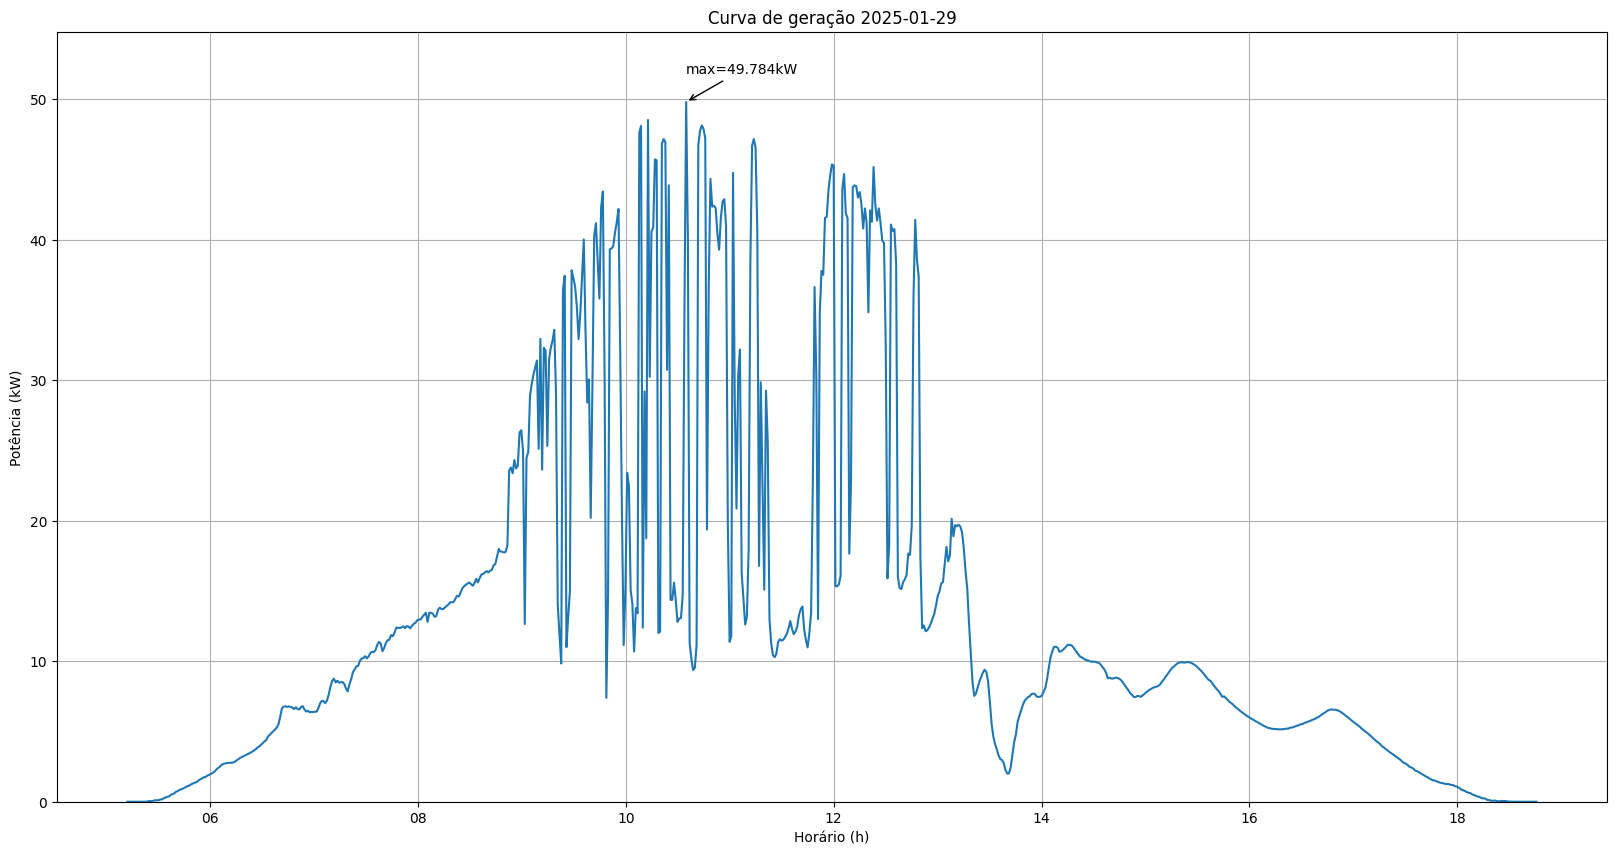 Curva de geração 2025-01-29
max=49.784kW
Potência (kW)
50
40
30
20
10
0
06 08 10 12 14 16 18
Horário (h)